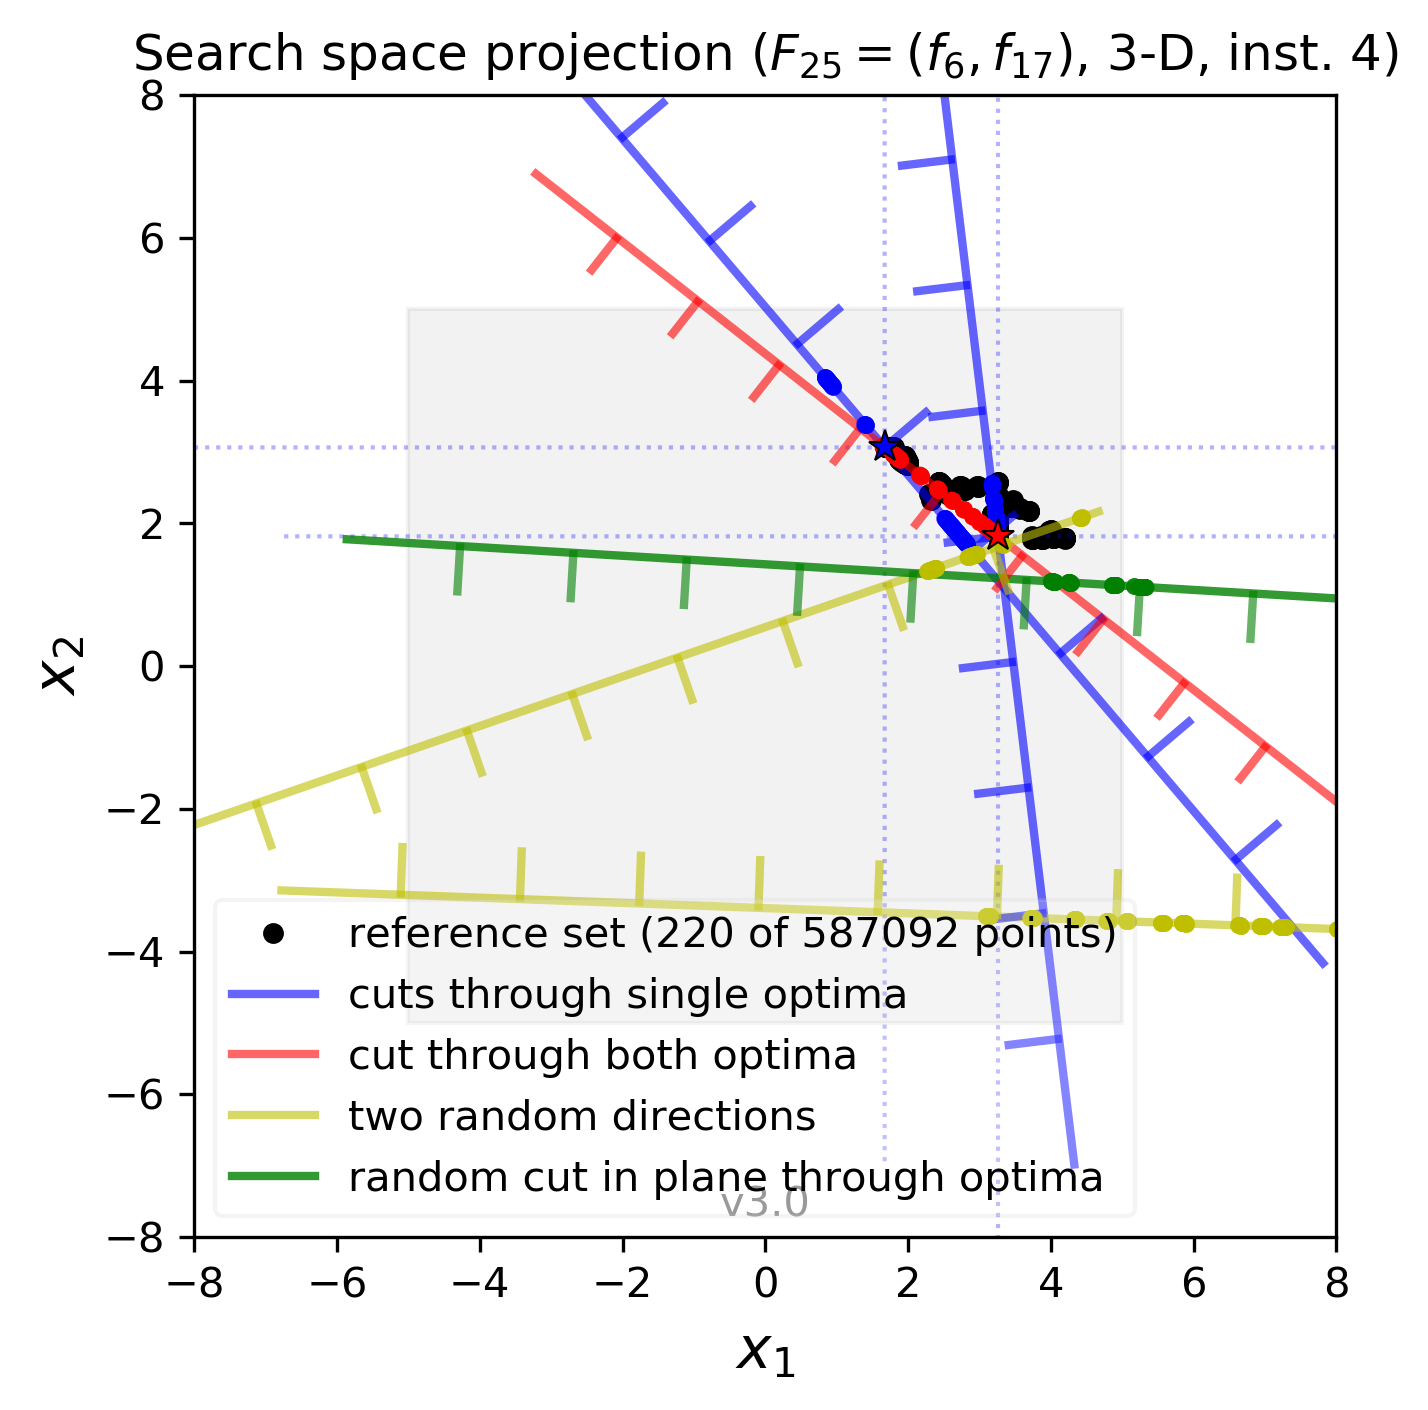 Search space projection (F₂₅ = (f₆, f₁₇), 3-D, inst. 4)
8
6
4
2
0
−2
−4
−6
−8
x₂
reference set (220 of 587092 points)
cuts through single optima
cut through both optima
two random directions
random cut in plane through optima
v3.0
−8 −6 −4 −2 0 2 4 6 8
x₁